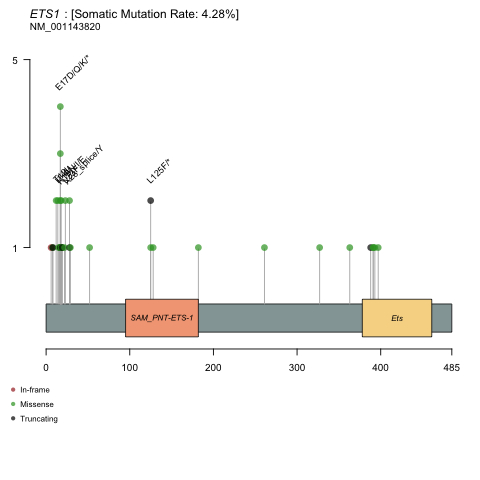 ETS1 : [Somatic Mutation Rate: 4.28%]
NM_001143820
5
E17D/Q/K/*
splice/Y
L125F/*
1
SAM_PNT-ETS-1
Ets
0 100 200 300 400 485
In-frame
Missense
Truncating